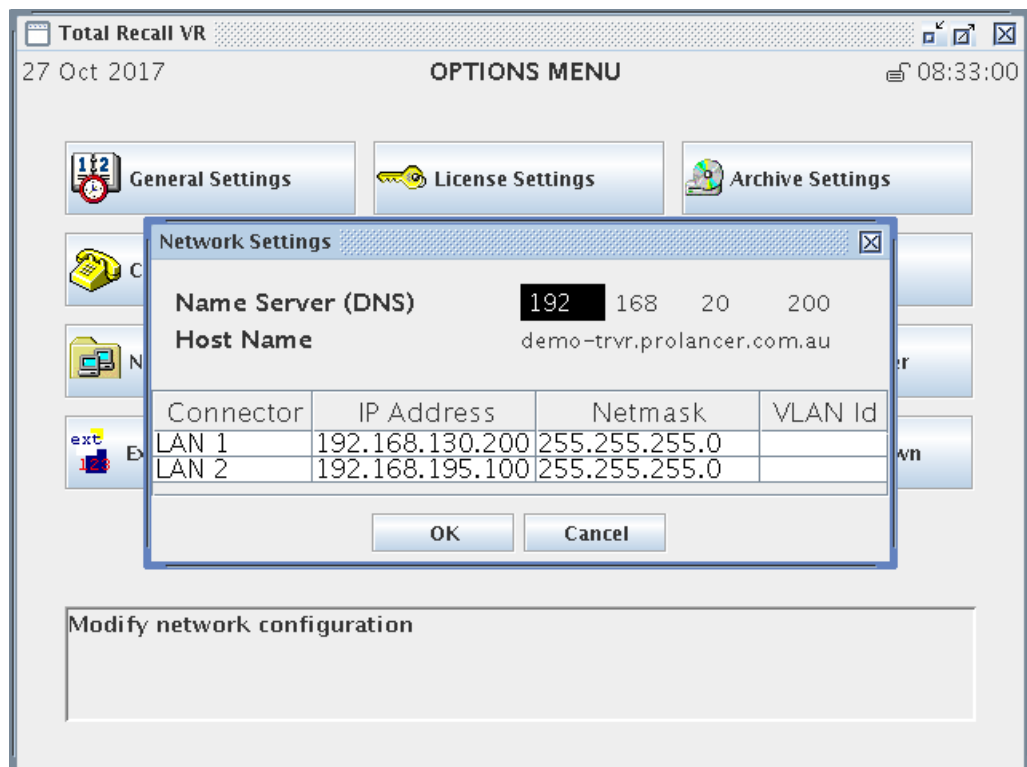 Total Recall VR
27 Oct 2017 OPTIONS MENU 08:33:00
General Settings License Settings Archive Settings
Network Settings
Name Server (DNS) 192 168 20 200
Host Name demo-trvr.prolancer.com.au
Connector IP Address Netmask VLAN Id
LAN 1 192.168.130.200 255.255.255.0
LAN 2 192.168.195.100 255.255.255.0
OK Cancel
Modify network configuration